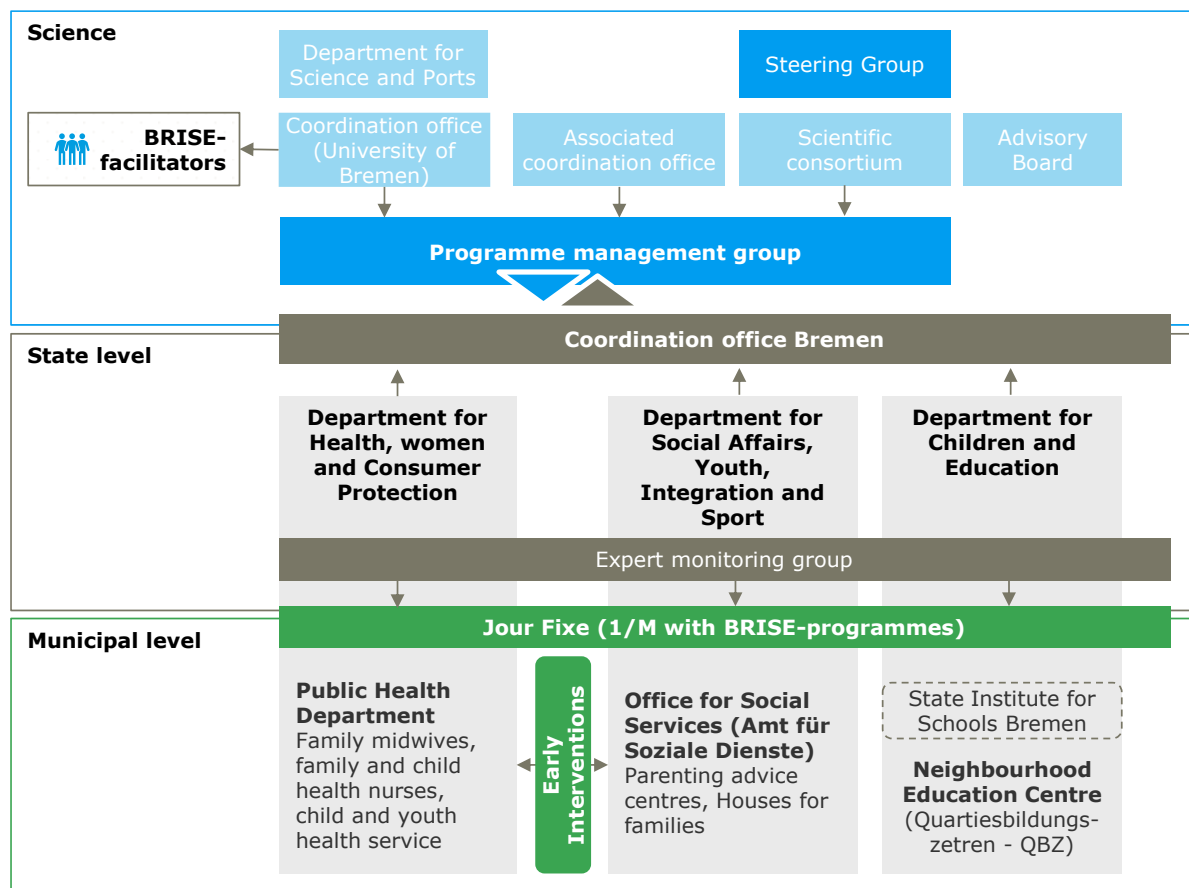 Science
Department for
Science and Ports
Steering Group
BRISE-
facilitators
Coordination office
(University of
Bremen)
Associated
coordination office
Scientific
consortium
Advisory
Board
Programme management group
State level
Coordination office Bremen
Department for
Health, women
and Consumer
Protection
Department for
Social Affairs,
Youth,
Integration and
Sport
Department for
Children and
Education
Expert monitoring group
Municipal level
Jour Fixe (1/M with BRISE-programmes)
Public Health
Department
Family midwives,
family and child
health nurses,
child and youth
health service
Early
Interventions
Office for Social
Services (Amt für
Soziale Dienste)
Parenting advice
centres, Houses for
families
State Institute for
Schools Bremen
Neighbourhood
Education Centre
(Quartiesbildungs-
zetren - QBZ)